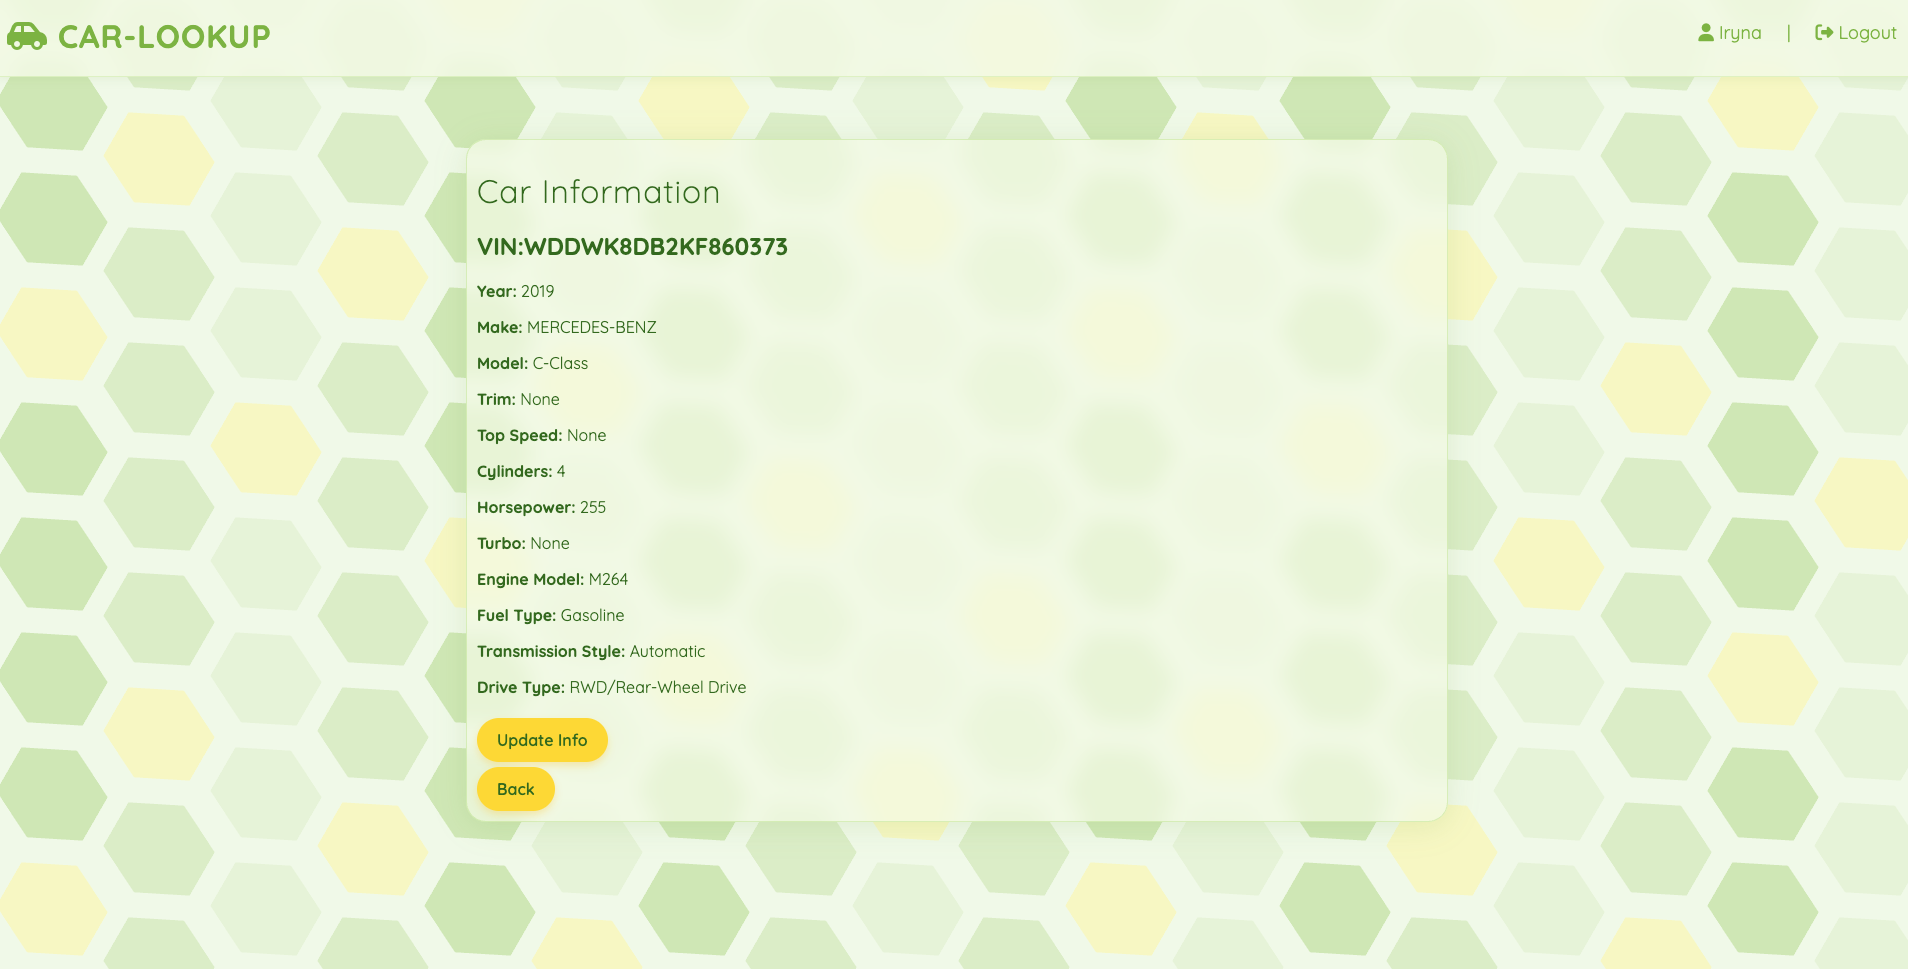 CAR-LOOKUP
Iryna | Logout
Car Information
VIN:WDDWK8DB2KF860373
Year: 2019
Make: MERCEDES-BENZ
Model: C-Class
Trim: None
Top Speed: None
Cylinders: 4
Horsepower: 255
Turbo: None
Engine Model: M264
Fuel Type: Gasoline
Transmission Style: Automatic
Drive Type: RWD/Rear-Wheel Drive
Update Info
Back